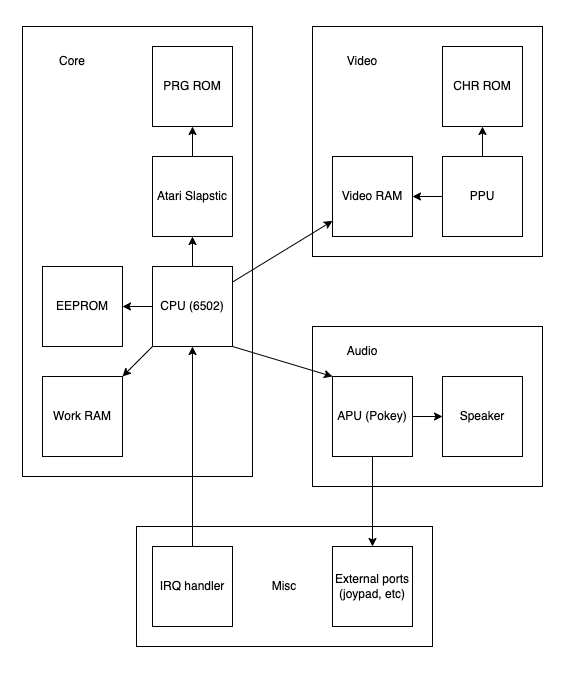 Core
PRG ROM
Atari Slapstic
EEPROM
CPU (6502)
Work RAM
Video
CHR ROM
Video RAM
PPU
Audio
APU (Pokey)
Speaker
IRQ handler
Misc
External ports
(joypad, etc)